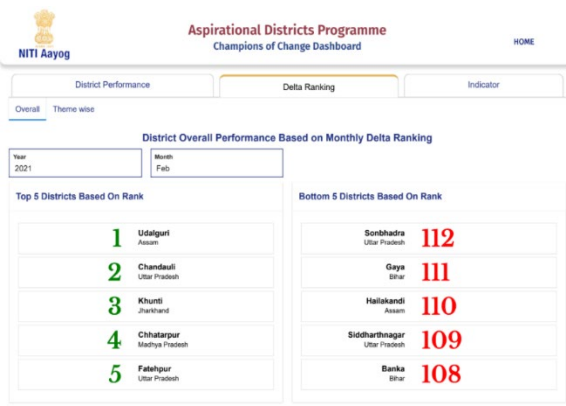 Aspirational Districts Programme
Champions of Change Dashboard
NITI Aayog
HOME
District Performance
Delta Ranking
Indicator
Overall
Theme wise
District Overall Performance Based on Monthly Delta Ranking
Year
2021
Month
Feb
Top 5 Districts Based On Rank
1
Udalguri
Assam
2
Chandauli
Uttar Pradesh
3
Khunti
Jharkhand
4
Chhatarpur
Madhya Pradesh
5
Fatehpur
Uttar Pradesh
Bottom 5 Districts Based On Rank
Sonbhadra
Uttar Pradesh
112
Gaya
Bihar
111
Hailakandi
Assam
110
Siddharthnagar
Uttar Pradesh
109
Banka
Bihar
108